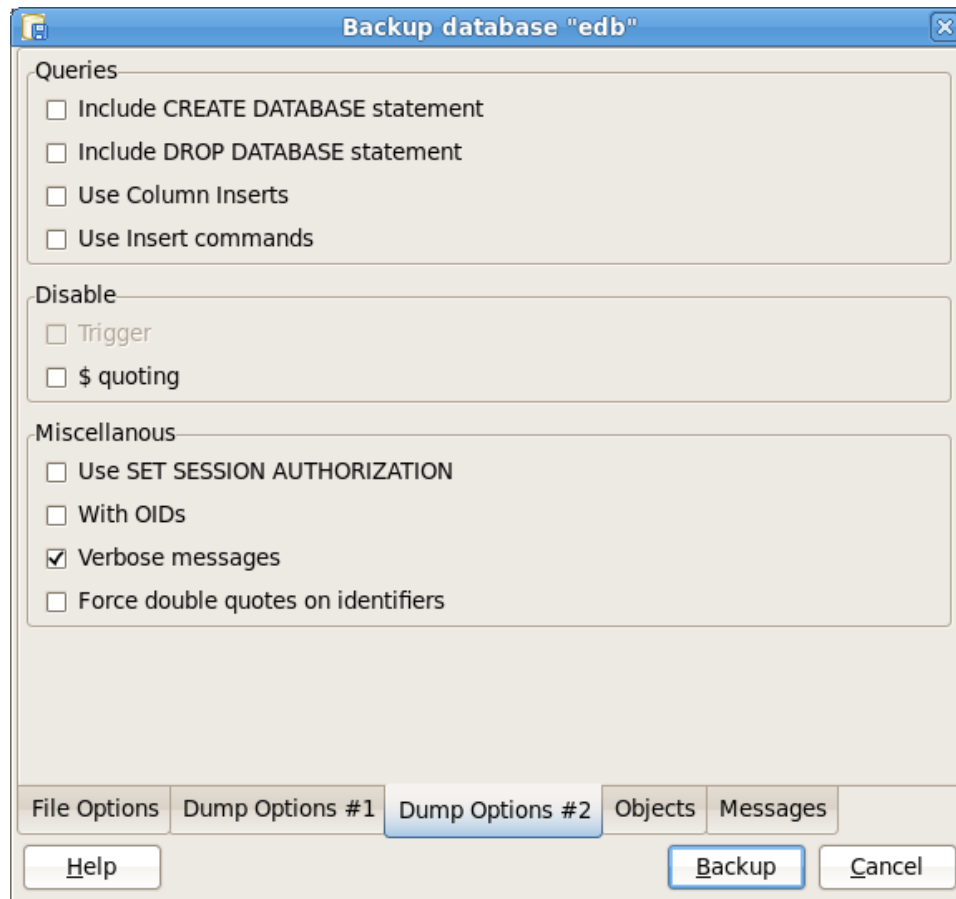 Backup database "edb"
Queries
Include CREATE DATABASE statement
Include DROP DATABASE statement
Use Column Inserts
Use Insert commands
Disable
Trigger
$ quoting
Miscellanous
Use SET SESSION AUTHORIZATION
With OIDs
Verbose messages
Force double quotes on identifiers
File Options Dump Options #1 Dump Options #2 Objects Messages
Help Backup Cancel